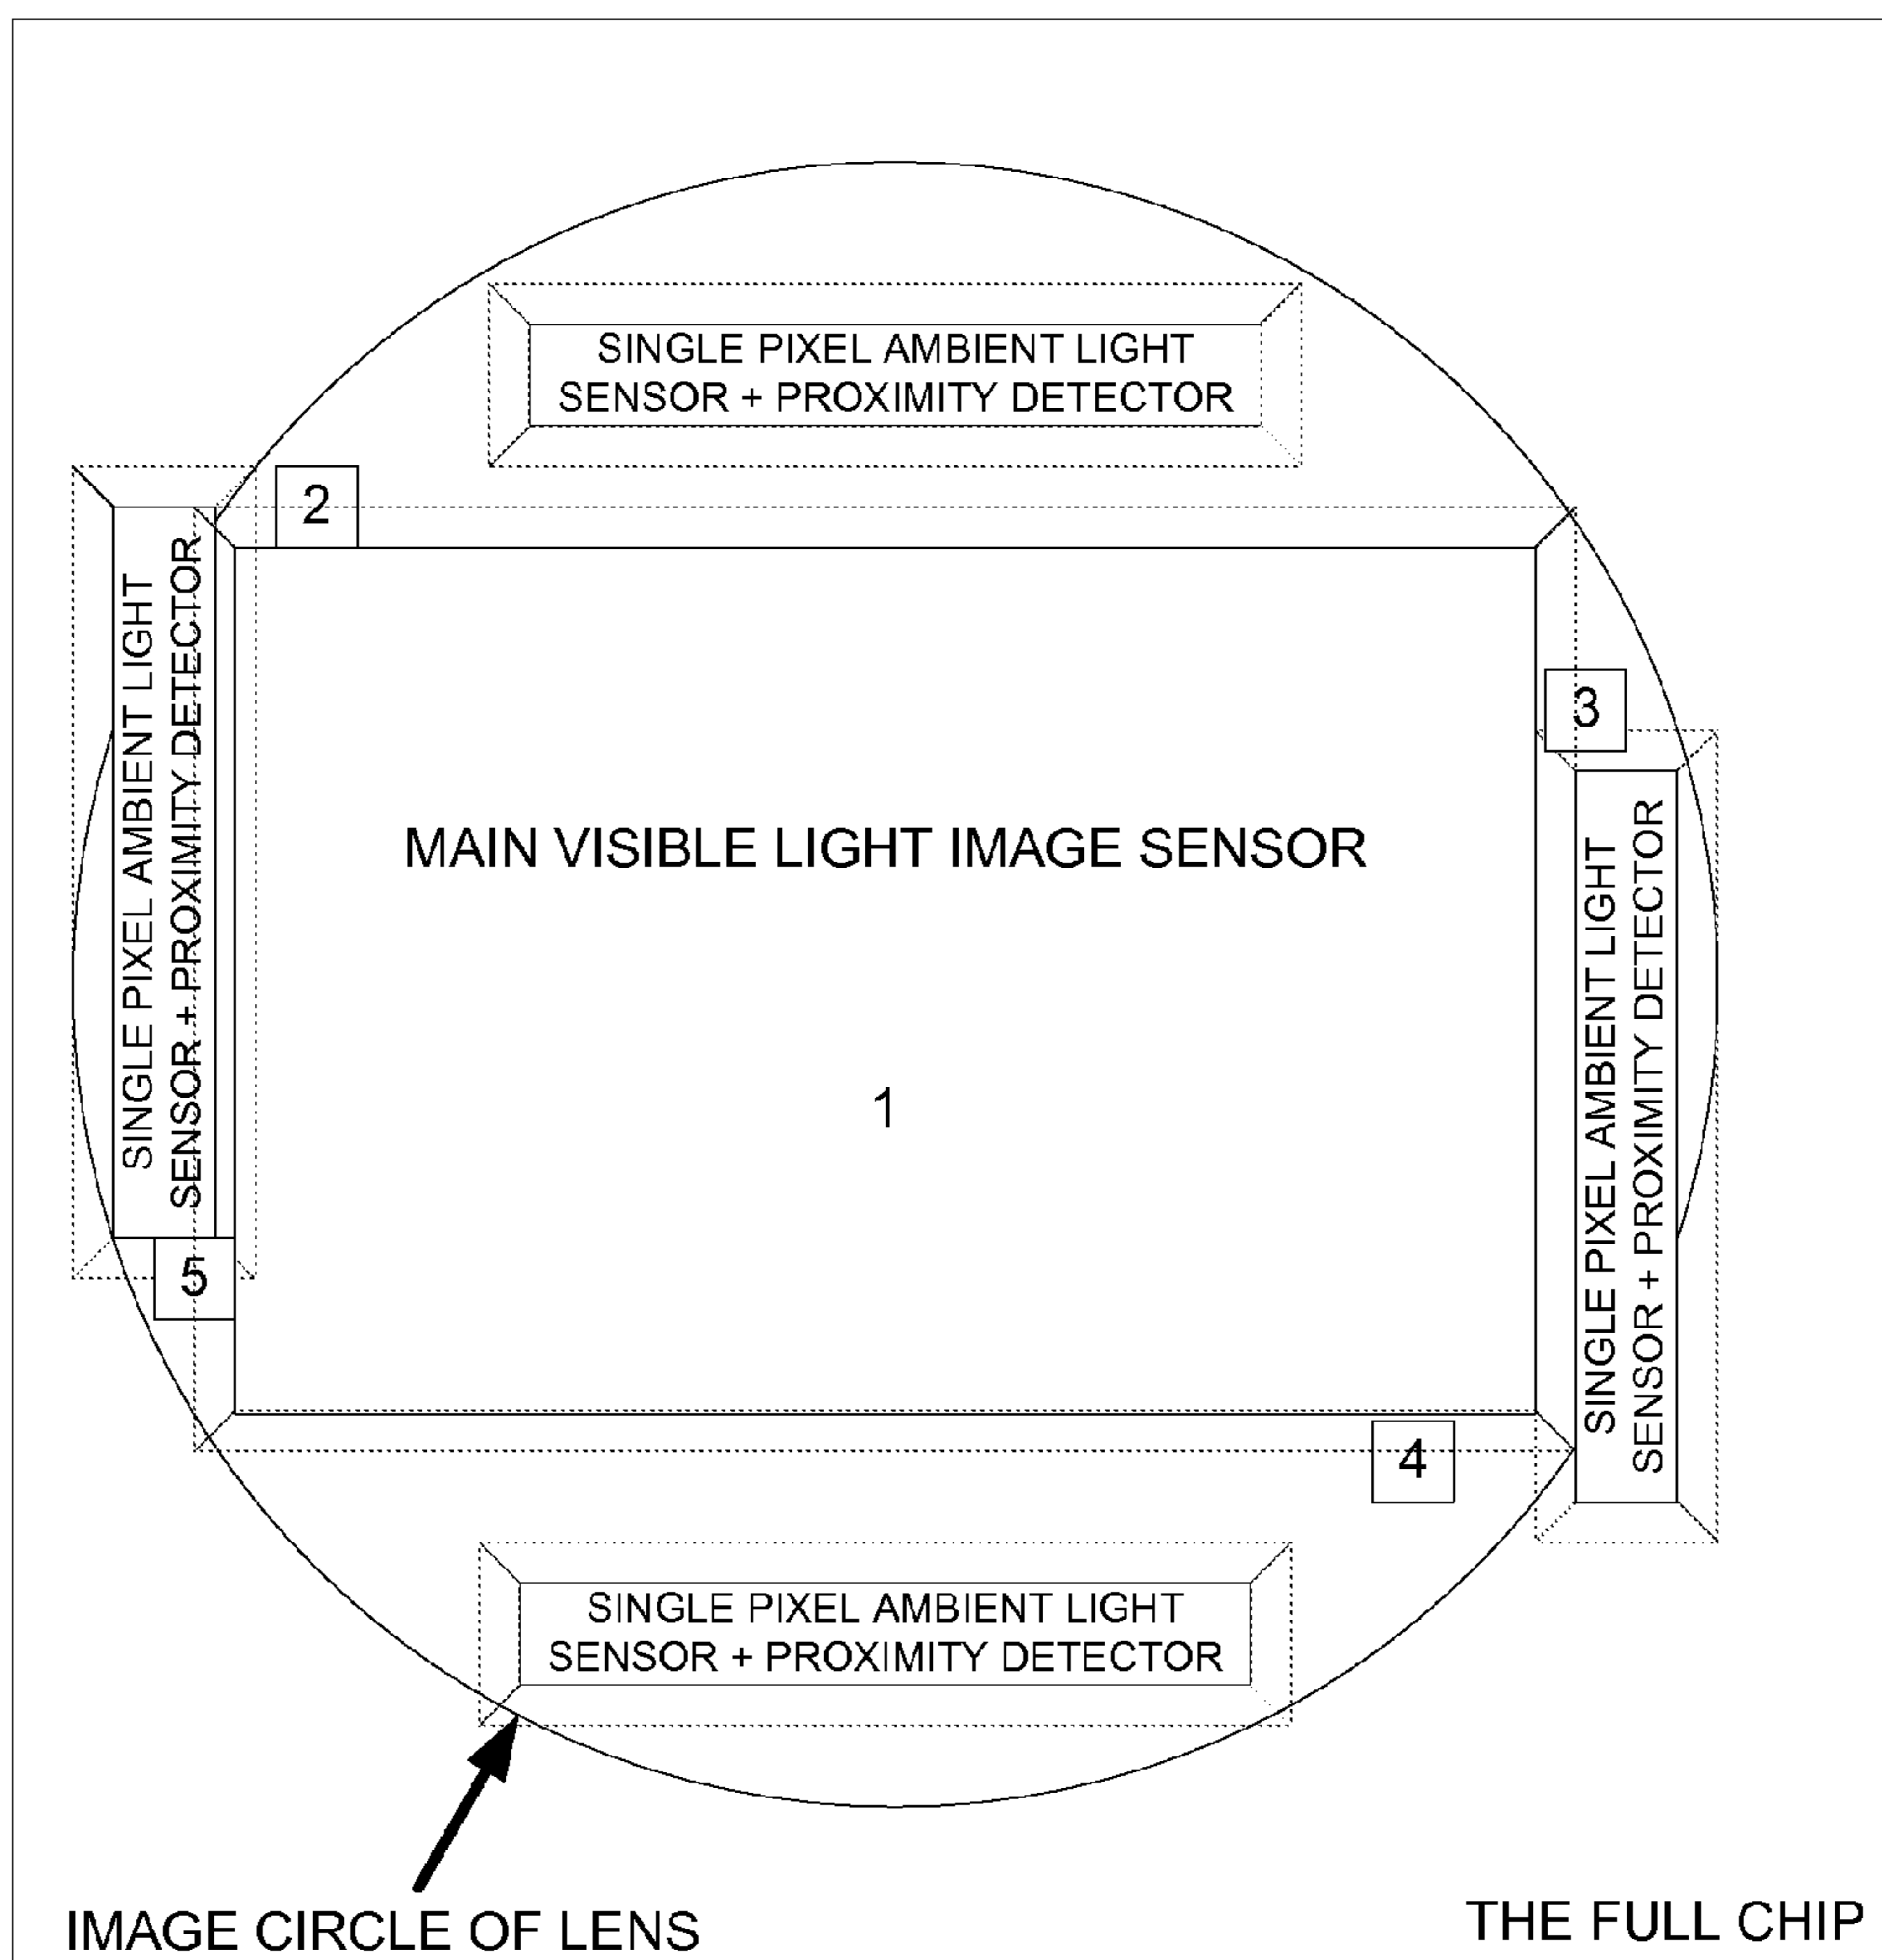 SINGLE PIXEL AMBIENT LIGHT
SENSOR + PROXIMITY DETECTOR
2
SINGLE PIXEL AMBIENT LIGHT
SENSOR + PROXIMITY DETECTOR
3
MAIN VISIBLE LIGHT IMAGE SENSOR
1
SINGLE PIXEL AMBIENT LIGHT
SENSOR + PROXIMITY DETECTOR
5
4
SINGLE PIXEL AMBIENT LIGHT
SENSOR + PROXIMITY DETECTOR
IMAGE CIRCLE OF LENS
THE FULL CHIP